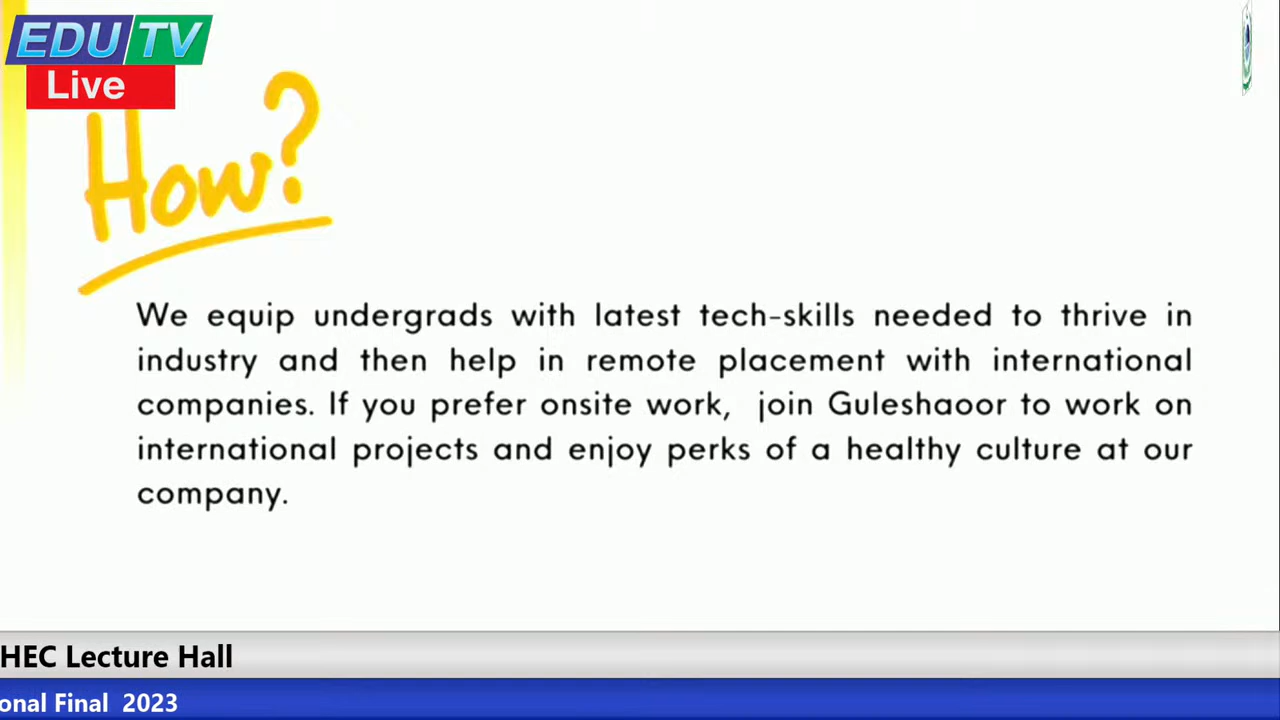 EDU TV
Live
How?
We equip undergrads with latest tech-skills needed to thrive in
industry and then help in remote placement with international
companies. If you prefer onsite work, join Guleshaoor to work on
international projects and enjoy perks of a healthy culture at our
company.
HEC Lecture Hall
onal Final 2023